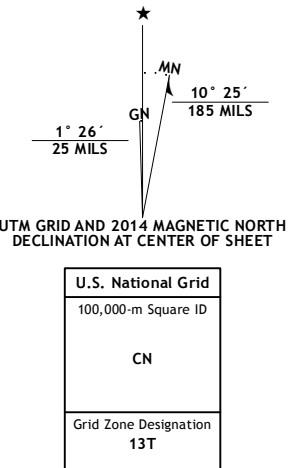 ★
MN
GN
10° 25´
185 MILS
1° 26´
25 MILS
UTM GRID AND 2014 MAGNETIC NORTH
DECLINATION AT CENTER OF SHEET
U.S. National Grid
100,000-m Square ID
CN
Grid Zone Designation
13T